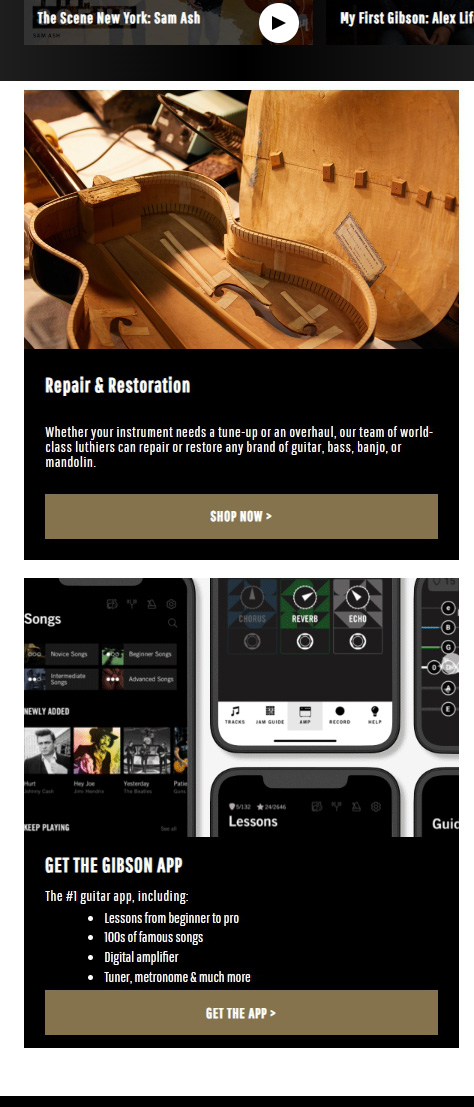 The Scene New York: Sam Ash
My First Gibson: Alex Lif
SAM ASH
Repair & Restoration
Whether your instrument needs a tune-up or an overhaul, our team of world-
class luthiers can repair or restore any brand of guitar, bass, banjo, or
mandolin.
SHOP NOW >
Songs
Novice Songs
Beginner Songs
Intermediate
Songs
Advanced Songs
NEWLY ADDED
Hurt
Johnny Cash
Hey Joe
Jimi Hendrix
Yesterday
The Beatles
Patie
Guns
KEEP PLAYING
See all
CHORUS
REVERB
ECHO
TRACKS
JAM GUIDE
AMP
RECORD
HELP
5/132
24/2646
Lessons
e
B
G
D
A
E
Guid
GET THE GIBSON APP
The #1 guitar app, including:
• Lessons from beginner to pro
• 100s of famous songs
• Digital amplifier
• Tuner, metronome & much more
GET THE APP >